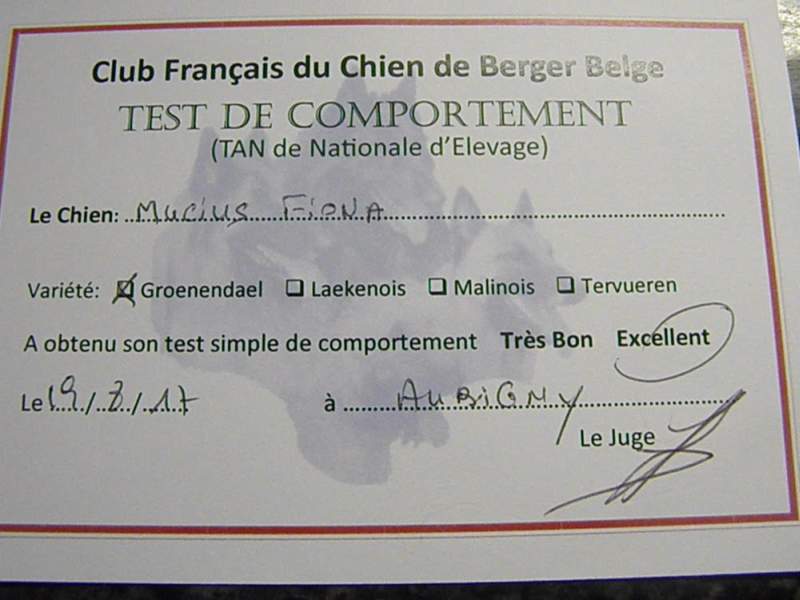 Club Français du Chien de Berger Belge
TEST DE COMPORTEMENT
(TAN de Nationale d'Elevage)
Le Chien: Mucius Fiona
Variété: ☒ Groenendael ❑ Laekenois ❑ Malinois ❑ Tervueren
A obtenu son test simple de comportement Très Bon Excellent
Le 19/8/17 à AUBIGNY
Le Juge